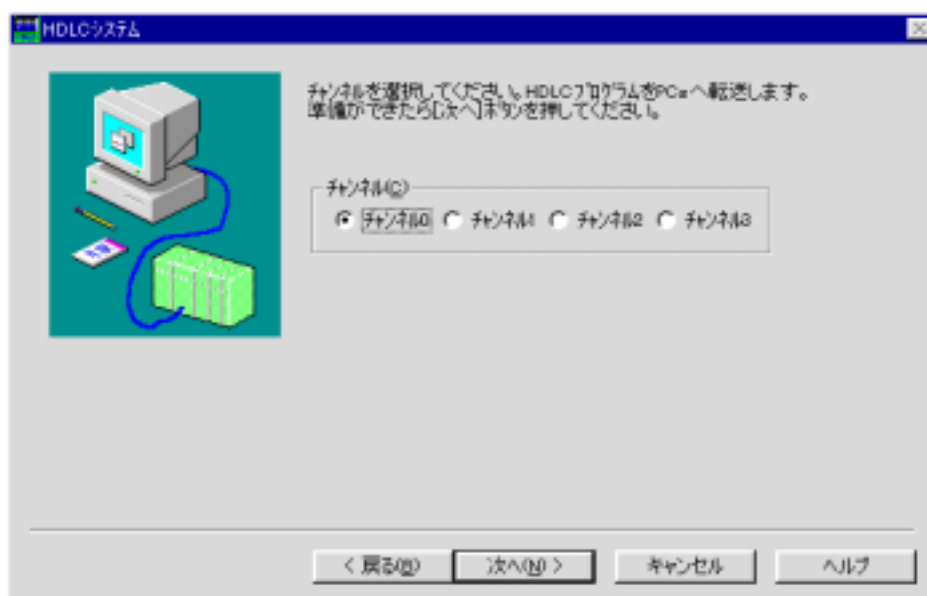 HDLCシステム
チャンネルを選択してください。HDLCプログラムをPCsへ転送します。
準備ができたら[次へ]ボタンを押してください。
チャンネル(C)
チャンネル0 チャンネル1 チャンネル2 チャンネル3
< 戻る(B) 次へ(N) > キャンセル ヘルプ